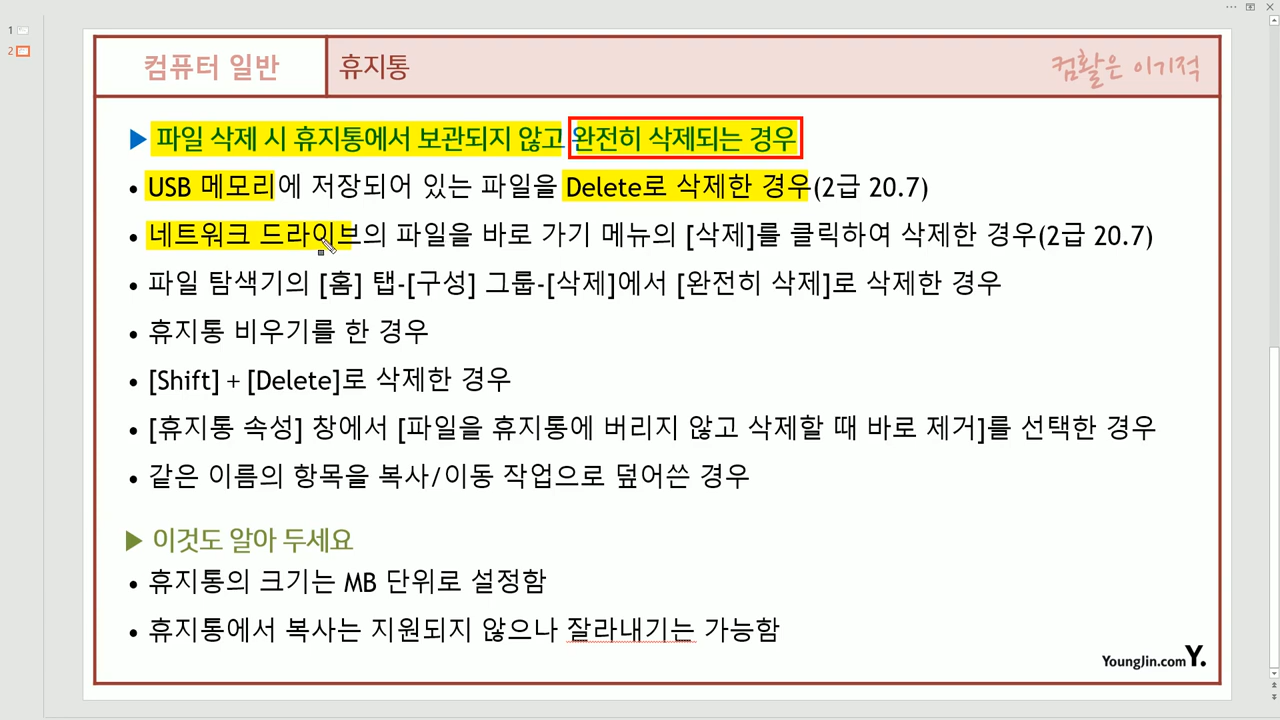 1
2
컴퓨터 일반
휴지통
컴활은 이기적
▶ 파일 삭제 시 휴지통에서 보관되지 않고 완전히 삭제되는 경우
• USB 메모리에 저장되어 있는 파일을 Delete로 삭제한 경우(2급 20.7)
• 네트워크 드라이브의 파일을 바로 가기 메뉴의 [삭제]를 클릭하여 삭제한 경우(2급 20.7)
• 파일 탐색기의 [홈] 탭-[구성] 그룹-[삭제]에서 [완전히 삭제]로 삭제한 경우
• 휴지통 비우기를 한 경우
• [Shift]+[Delete]로 삭제한 경우
• [휴지통 속성] 창에서 [파일을 휴지통에 버리지 않고 삭제할 때 바로 제거]를 선택한 경우
• 같은 이름의 항목을 복사/이동 작업으로 덮어쓴 경우
▶ 이것도 알아 두세요
• 휴지통의 크기는 MB 단위로 설정함
• 휴지통에서 복사는 지원되지 않으나 잘라내기는 가능함
YoungJin.com Y.